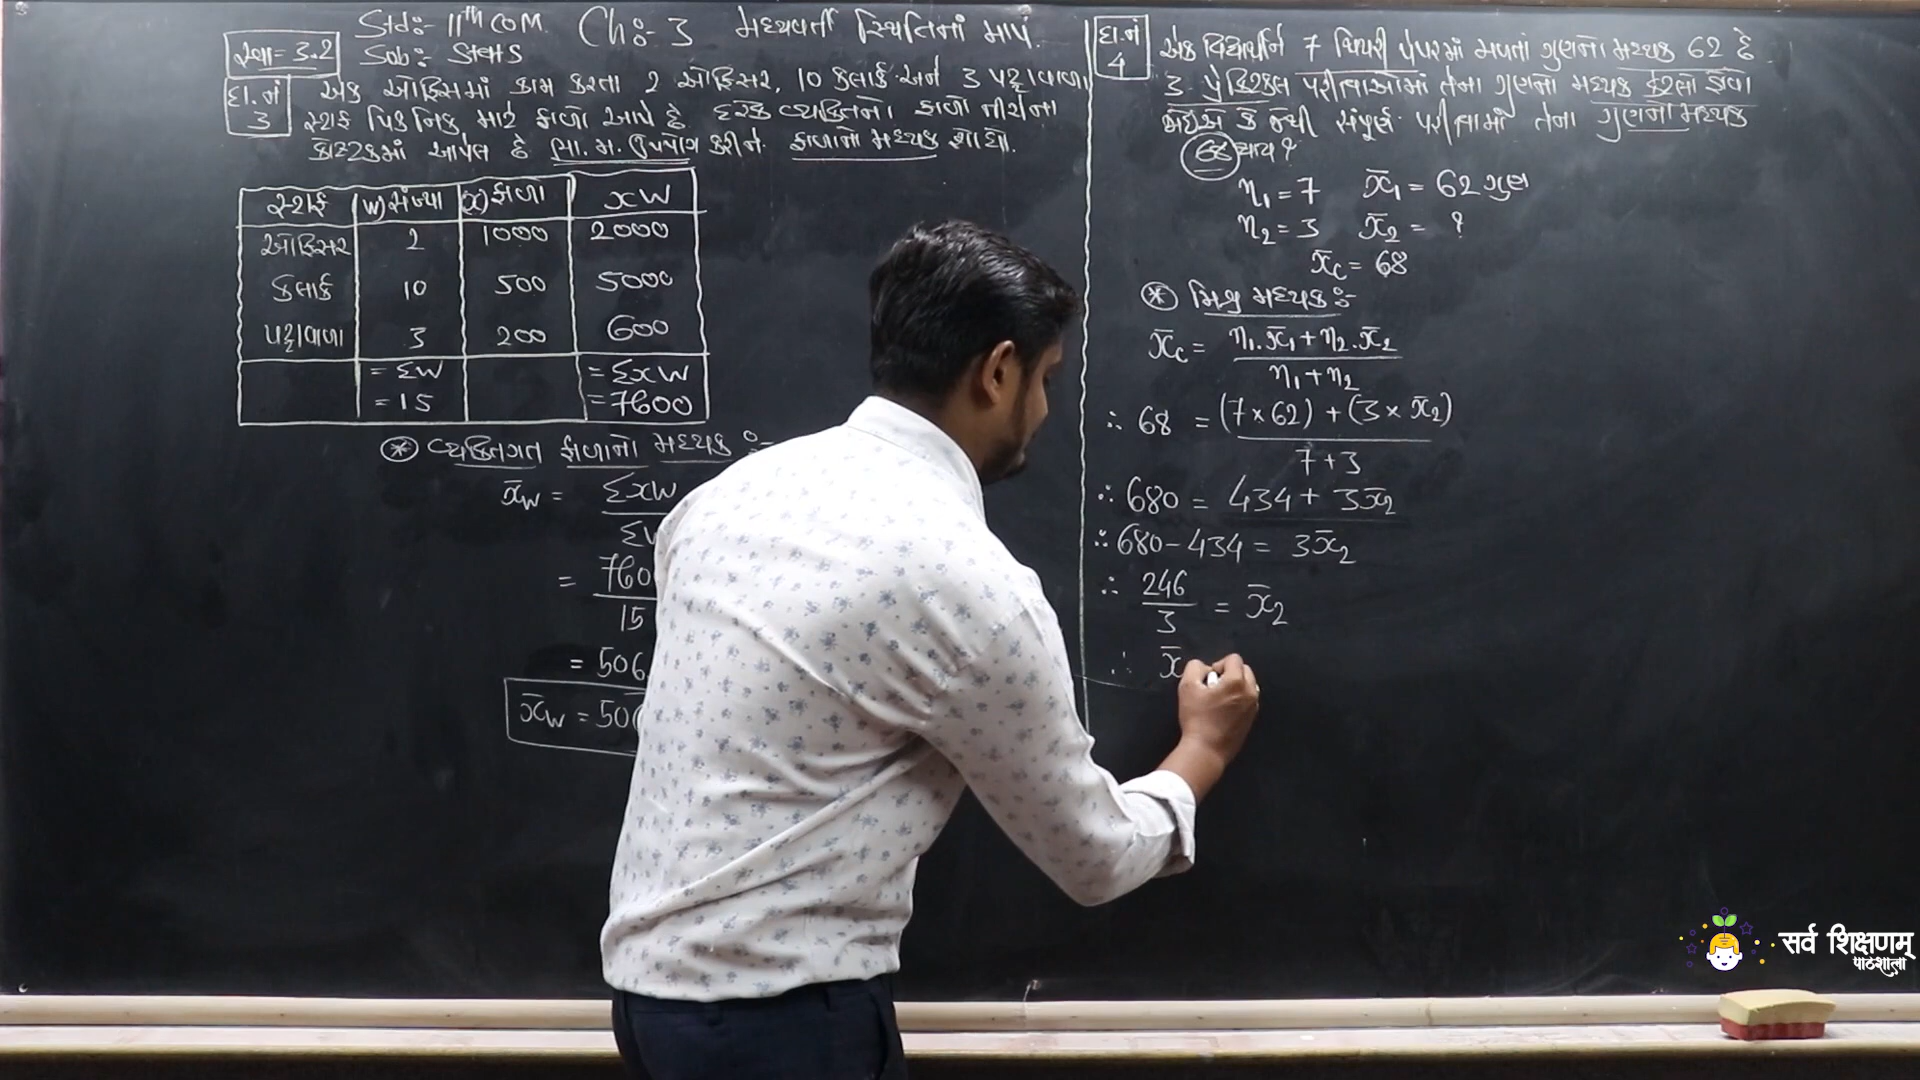 Std:- 11th COM. Ch:- 3 મધ્યવર્તી સ્થિતિનાં માપ.
સ્વા = 3.2
Sub:- સ્ટાટ
દા.નં
3
એક ઓફિસમાં કામ કરતા 2 ઓફિસર, 10 કલાર્ક અને 3 પટ્ટાવાળા
સ્ટાફ પિકનિક માટે ફાળો આપે છે. દરેક વ્યક્તિનો ફાળો નીચેના
કોષ્ટકમાં આપેલ છે ભા. મ. ઉપયોગ કરીને ફાળાનો મધ્યક શોધો.
સ્ટાફ (W) સંખ્યા (x) ફાળો xW
ઓફિસર 2 1000 2000
કલાર્ક 10 500 5000
પટ્ટાવાળા 3 200 600
= ΣW = ΣxW
= 15 = 7600
* વ્યક્તિગત ફાળાનો મધ્યક :-
x̄w = ΣxW
= 760
15
= 506
x̄w = 50
દા.નં
4
એક વિદ્યાર્થીને 7 થિયરી પેપરમાં મળતાં ગુણનો મધ્યક 62 છે
3 પ્રેક્ટિકલ પરીક્ષાઓમાં તેના ગુણનો મધ્યક કેટલો હોવા
જોઈએ કે જેથી સંપૂર્ણ પરીક્ષામાં તેના ગુણનો મધ્યક
68 થાય ?
n₁ = 7 x̄₁ = 62 ગુણ
n₂ = 3 x̄₂ = ?
x̄c = 68
* મિશ્ર મધ્યક :-
x̄c = n₁.x̄₁ + n₂.x̄₂
n₁ + n₂
∴ 68 = (7 × 62) + (3 × x̄₂)
7 + 3
∴ 680 = 434 + 3x̄₂
∴ 680 - 434 = 3x̄₂
∴ 246
3 = x̄₂
∴ x̄
सर्व शिक्षणम्
पाठशाला